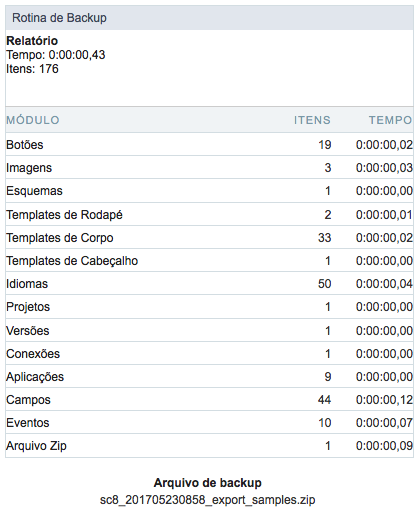 Rotina de Backup
Relatório
Tempo: 0:00:00,43
Itens: 176
MÓDULO ITENS TEMPO
Botões 19 0:00:00,02
Imagens 3 0:00:00,03
Esquemas 1 0:00:00,00
Templates de Rodapé 2 0:00:00,01
Templates de Corpo 33 0:00:00,02
Templates de Cabeçalho 1 0:00:00,00
Idiomas 50 0:00:00,04
Projetos 1 0:00:00,00
Versões 1 0:00:00,00
Conexões 1 0:00:00,00
Aplicações 9 0:00:00,00
Campos 44 0:00:00,12
Eventos 10 0:00:00,07
Arquivo Zip 1 0:00:00,09
Arquivo de backup
sc8_201705230858_export_samples.zip